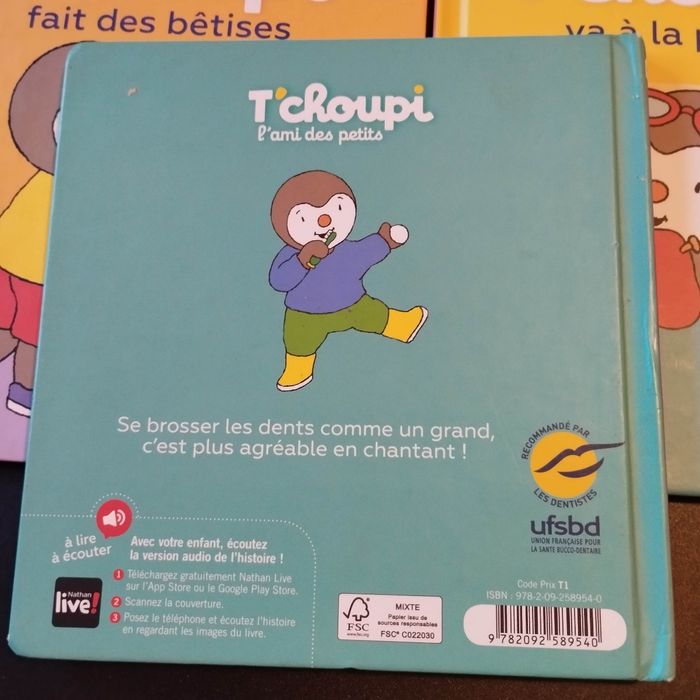 fait des bêtises
va à la
T'choupi
l'ami des petits
Se brosser les dents comme un grand,
c'est plus agréable en chantant !
RECOMMANDÉ PAR
LES DENTISTES
ufsbd
UNION FRANÇAISE POUR
LA SANTÉ BUCCO-DENTAIRE
à lire
à écouter
Avec votre enfant, écoutez
la version audio de l'histoire !
Nathan
live!
1 Téléchargez gratuitement Nathan Live
sur l'App Store ou le Google Play Store.
2 Scannez la couverture.
3 Posez le téléphone et écoutez l'histoire
en regardant les images du livre.
FSC
www.fsc.org
MIXTE
Papier issu de
sources responsables
FSC® C022030
Code Prix T1
ISBN : 978-2-09-258954-0
9 782092 589540